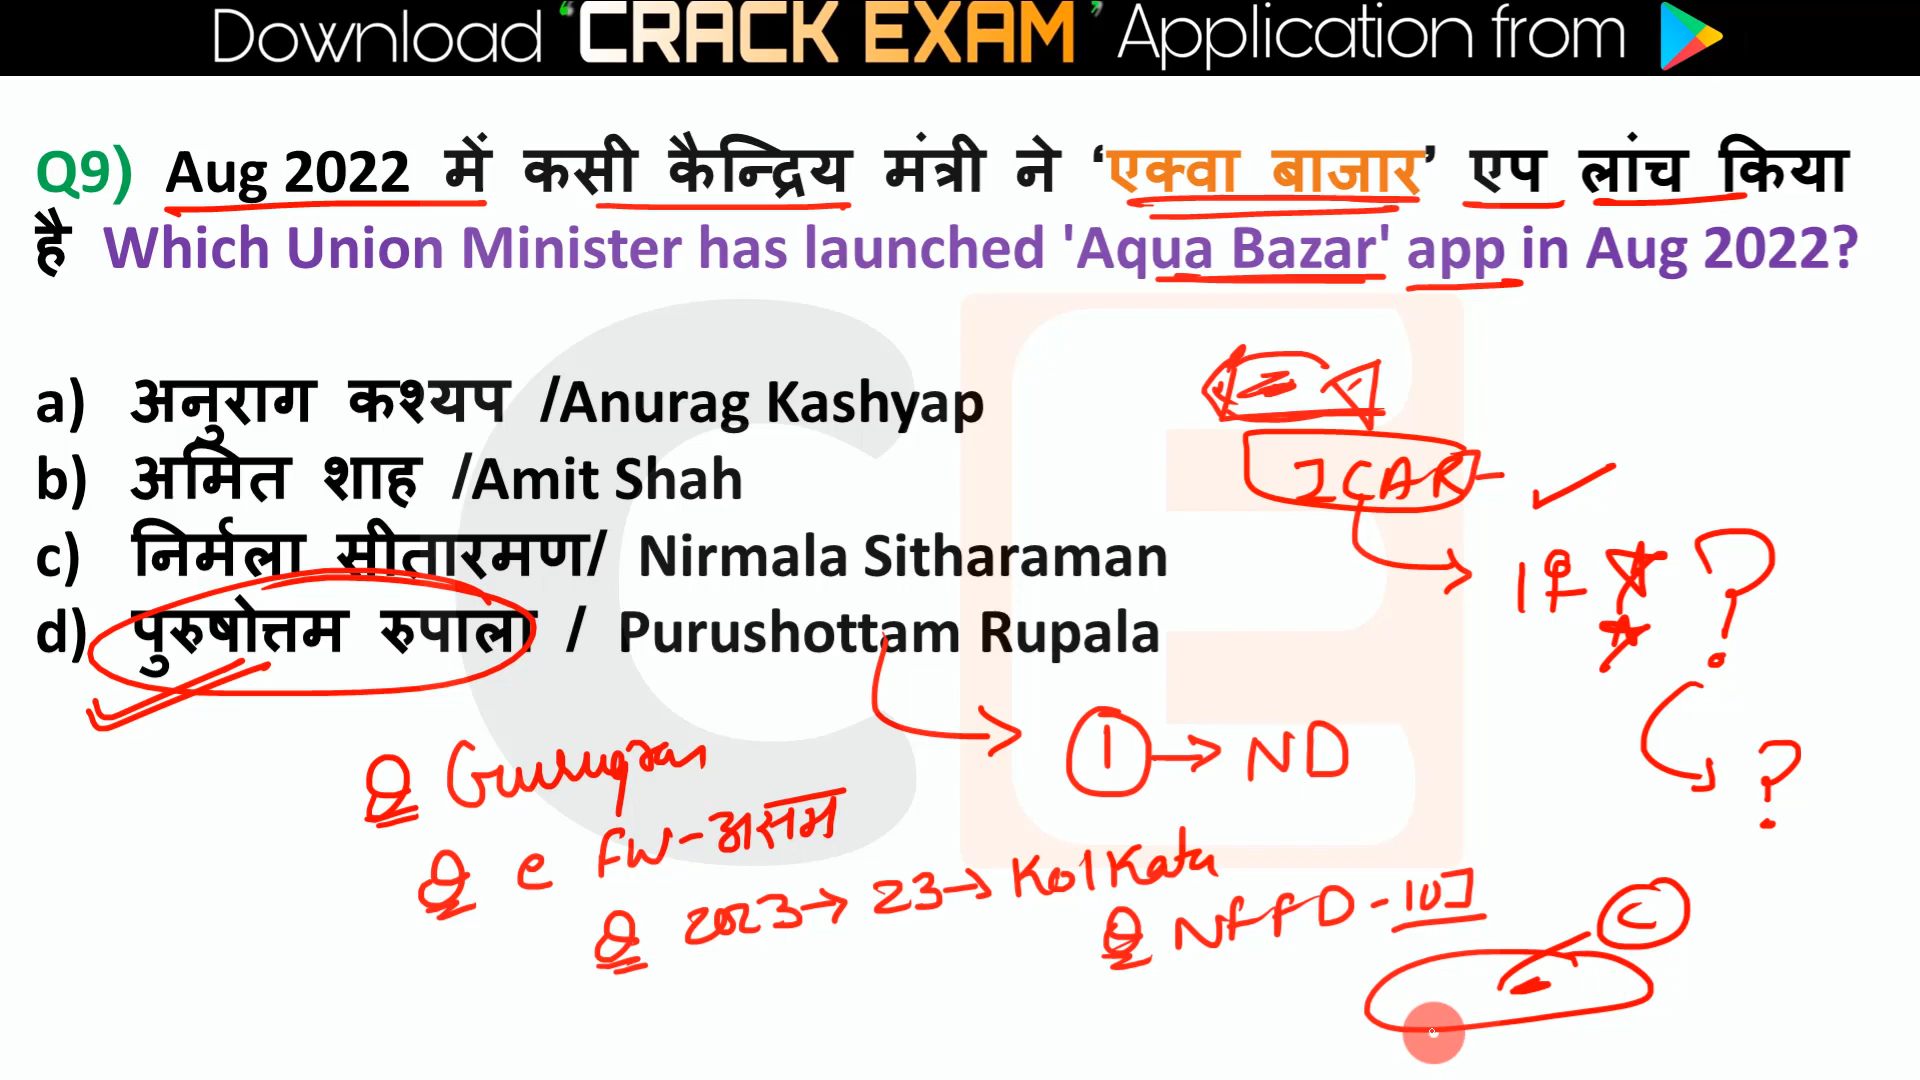 Download ‘CRACK EXAM’ Application from
Q9) Aug 2022 में कसी कैन्द्रिय मंत्री ने ‘एक्वा बाजार’ एप लांच किया
है Which Union Minister has launched 'Aqua Bazar' app in Aug 2022?
a) अनुराग कश्यप /Anurag Kashyap
b) अमित शाह /Amit Shah
c) निर्मला सीतारमण/ Nirmala Sitharaman
d) पुरुषोत्तम रुपाला / Purushottam Rupala
ICAR
1 → ND
Q
Q e FW-असम
Q 2023→ 23→ Kolkata
Q NFFD - 10J
C
?
?